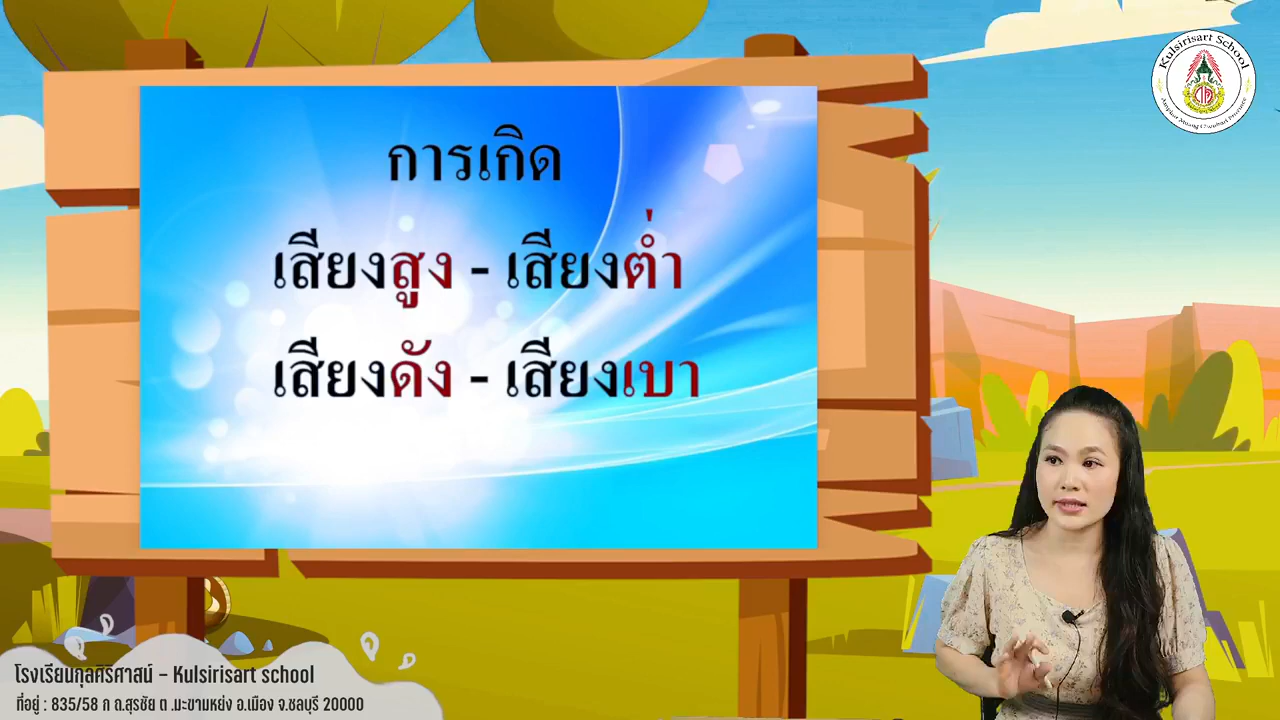 การเกิด
เสียงสูง - เสียงต่ำ
เสียงดัง - เสียงเบา
Kulsirisart School
โรงเรียนกุลศิริศาสน์ - Kulsirisart school
ที่อยู่ : 835/58 ก ถ.สุรชัย ต .มะขามหย่ง อ.เมือง จ.ชลบุรี 20000